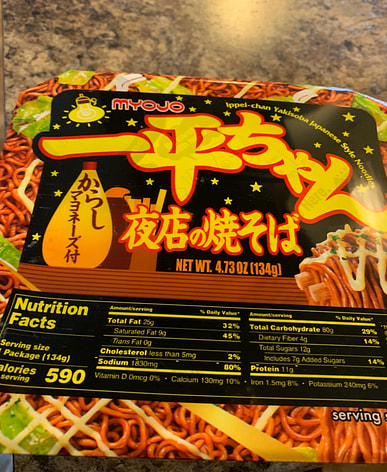 MYOJO
Ippei-chan Yakisoba Japanese Style Noodles
一平ちゃん
からし
マヨネーズ付
夜店の焼そば
NET WT. 4.73 OZ (134g)
Nutrition
Facts
Serving size
1 Package (134g)
Calories
serving 590
Amount/serving % Daily Value*
Total Fat 25g 32%
Saturated Fat 9g 45%
Trans Fat 0g
Cholesterol less than 5mg 2%
Sodium 1830mg 80%
Amount/serving % Daily Value*
Total Carbohydrate 80g 29%
Dietary Fiber 4g 14%
Total Sugars 12g
Includes 7g Added Sugars 14%
Protein 11g
Vitamin D 0mcg 0% • Calcium 130mg 10% • Iron 1.5mg 8% • Potassium 240mg 6%
serving